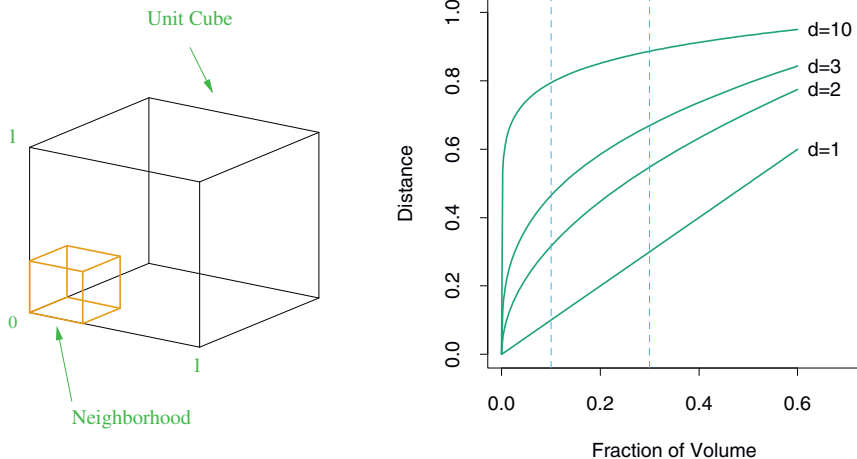 Unit Cube
1
0
1
Neighborhood
Distance
1.0
0.8
0.6
0.4
0.2
0.0
d=10
d=3
d=2
d=1
0.0 0.2 0.4 0.6
Fraction of Volume